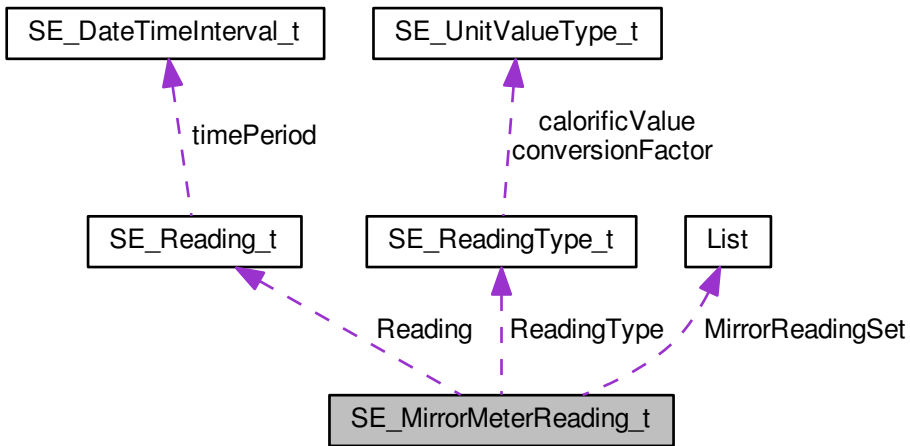 SE_DateTimeInterval_t
SE_UnitValueType_t
timePeriod
calorificValue
conversionFactor
SE_Reading_t
SE_ReadingType_t
List
Reading
ReadingType
MirrorReadingSet
SE_MirrorMeterReading_t